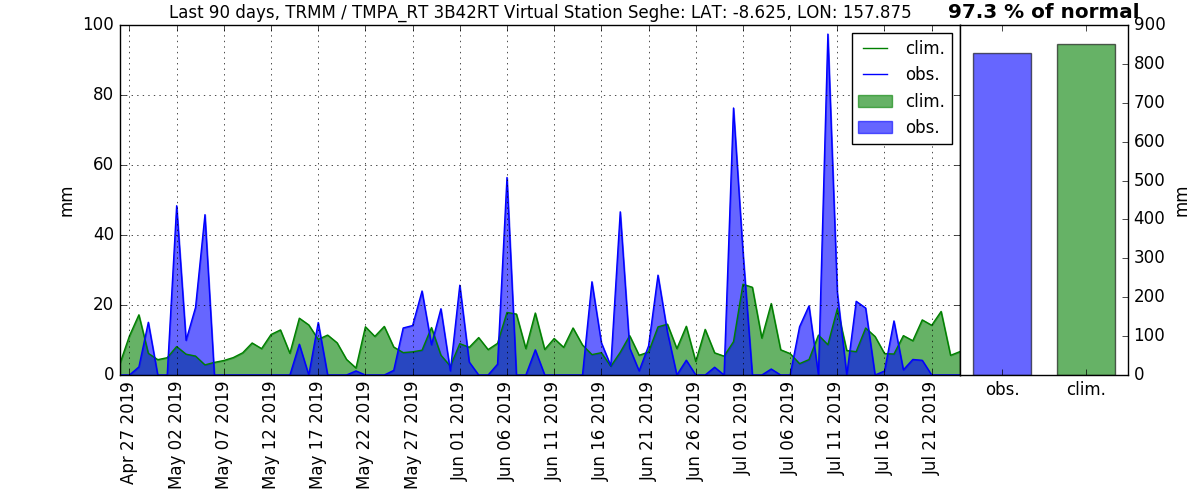 Last 90 days, TRMM / TMPA_RT 3B42RT Virtual Station Seghe: LAT: -8.625, LON: 157.875
97.3 % of normal
100
80
60
40
20
0
mm
clim.
obs.
clim.
obs.
900
800
700
600
500
400
300
200
100
0
mm
Apr 27 2019
May 02 2019
May 07 2019
May 12 2019
May 17 2019
May 22 2019
May 27 2019
Jun 01 2019
Jun 06 2019
Jun 11 2019
Jun 16 2019
Jun 21 2019
Jun 26 2019
Jul 01 2019
Jul 06 2019
Jul 11 2019
Jul 16 2019
Jul 21 2019
obs.
clim.